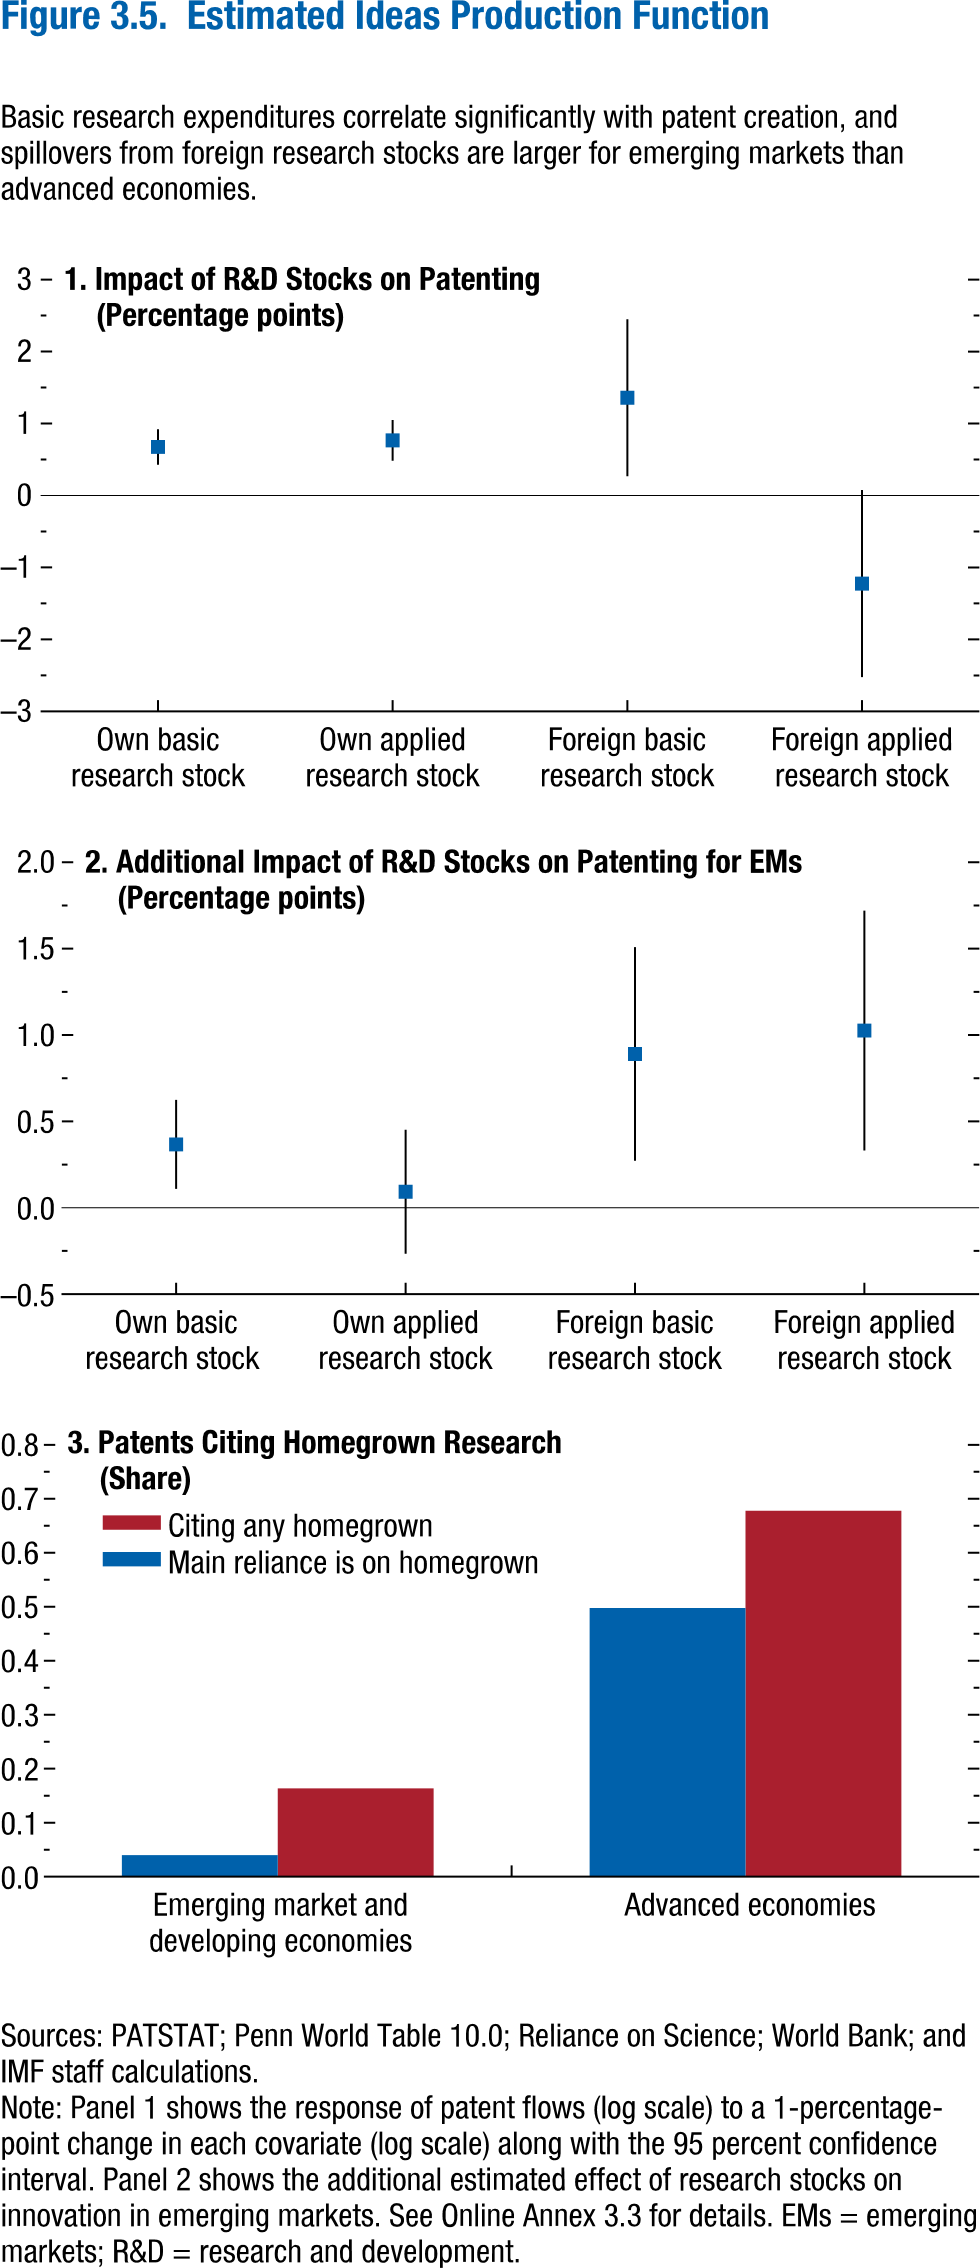 Figure 3.5.  Estimated Ideas Production Function
Basic research expenditures correlate significantly with patent creation, and
spillovers from foreign research stocks are larger for emerging markets than
advanced economies.
1. Impact of R&D Stocks on Patenting
(Percentage points)
3
2
1
0
–1
–2
–3
Own basic
research stock
Own applied
research stock
Foreign basic
research stock
Foreign applied
research stock
2. Additional Impact of R&D Stocks on Patenting for EMs
(Percentage points)
2.0
1.5
1.0
0.5
0.0
–0.5
Own basic
research stock
Own applied
research stock
Foreign basic
research stock
Foreign applied
research stock
3. Patents Citing Homegrown Research
(Share)
Citing any homegrown
Main reliance is on homegrown
0.8
0.7
0.6
0.5
0.4
0.3
0.2
0.1
0.0
Emerging market and
developing economies
Advanced economies
Sources: PATSTAT; Penn World Table 10.0; Reliance on Science; World Bank; and
IMF staff calculations.
Note: Panel 1 shows the response of patent flows (log scale) to a 1-percentage-
point change in each covariate (log scale) along with the 95 percent confidence
interval. Panel 2 shows the additional estimated effect of research stocks on
innovation in emerging markets. See Online Annex 3.3 for details. EMs = emerging
markets; R&D = research and development.